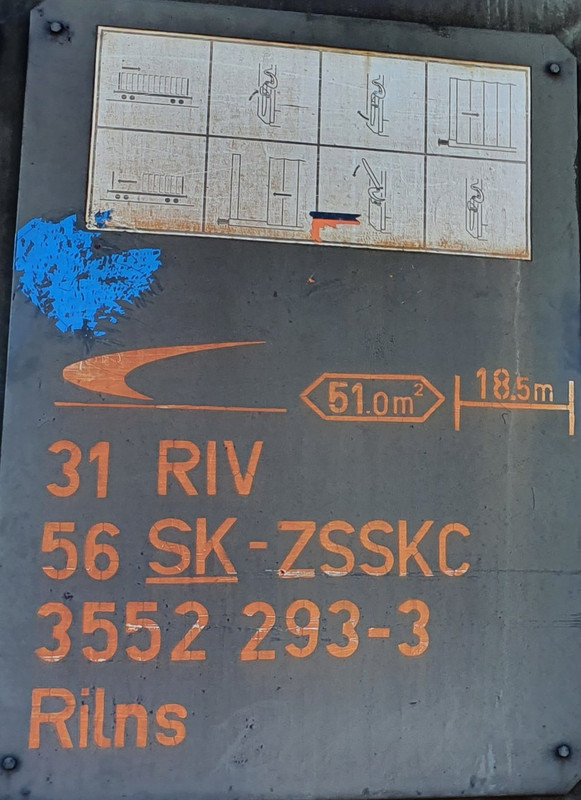 51.0m²
18.5m
31 RIV
56 SK-ZSSKC
3552 293-3
Rilns